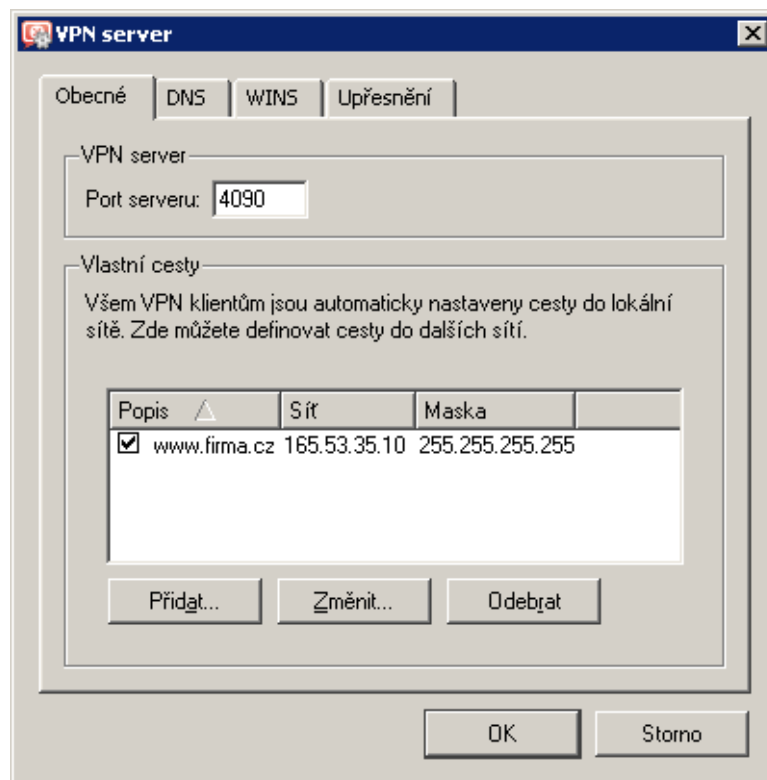 VPN server
Obecné DNS WINS Upřesnění
VPN server
Port serveru: 4090
Vlastní cesty
Všem VPN klientům jsou automaticky nastaveny cesty do lokální
sítě. Zde můžete definovat cesty do dalších sítí.
Popis Síť Maska
www.firma.cz 165.53.35.10 255.255.255.255
Přidat... Změnit... Odebrat
OK Storno